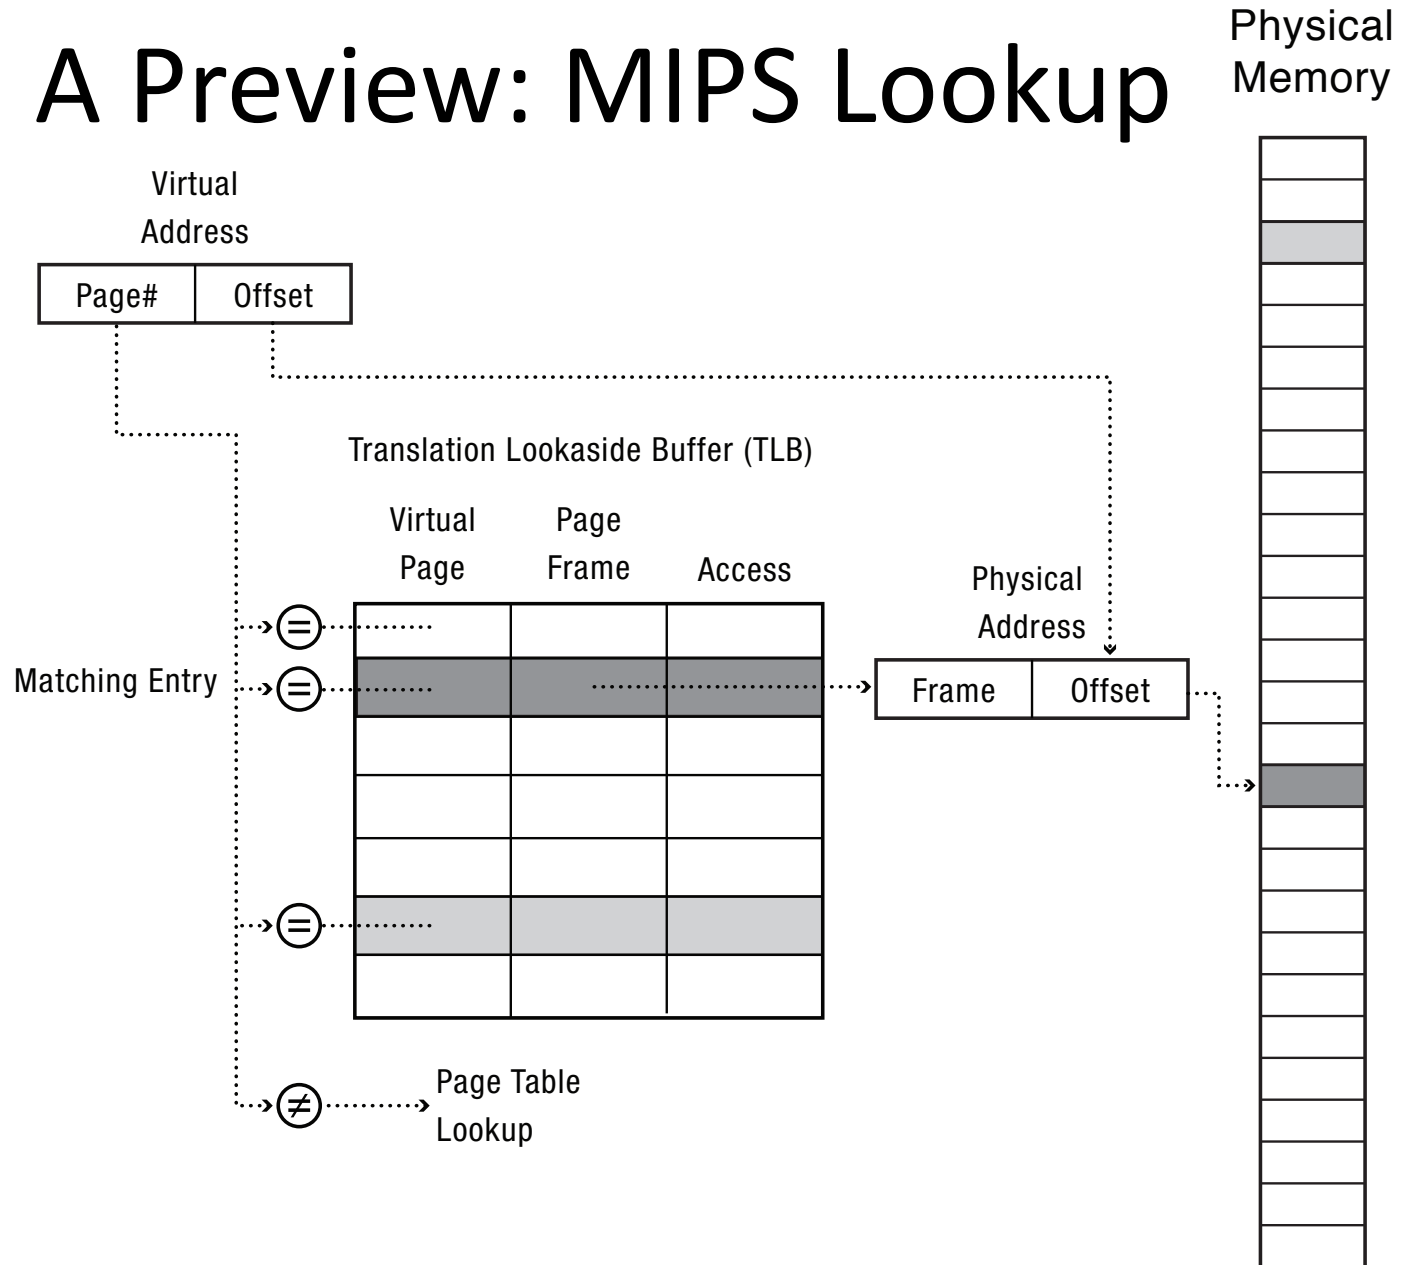 A Preview: MIPS Lookup
Physical
Memory
Virtual
Address
Page#
Offset
Translation Lookaside Buffer (TLB)
Virtual
Page
Page
Frame
Access
Physical
Address
=
Matching Entry
=
Frame
Offset
=
≠
Page Table
Lookup